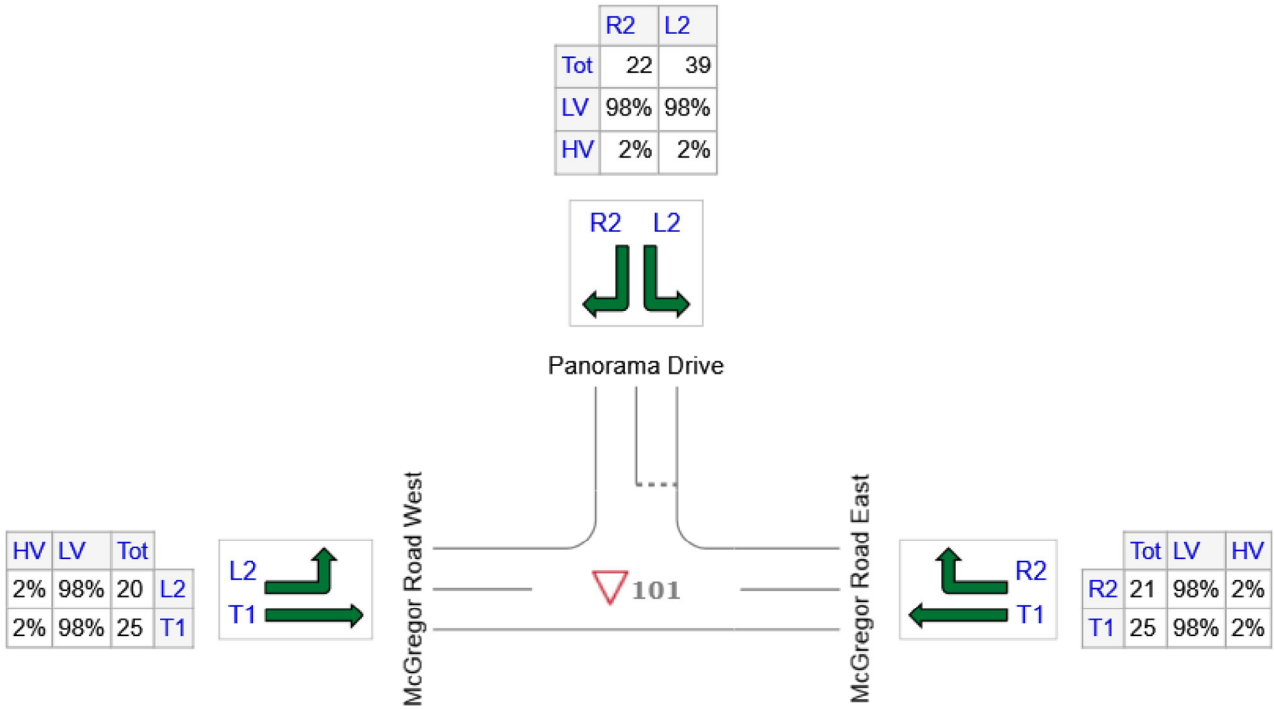 R2 L2
Tot 22 39
LV 98% 98%
HV 2% 2%
R2 L2
Panorama Drive
McGregor Road West
McGregor Road East
HV LV Tot
2% 98% 20 L2
2% 98% 25 T1
L2
T1
101
R2
T1
Tot LV HV
R2 21 98% 2%
T1 25 98% 2%